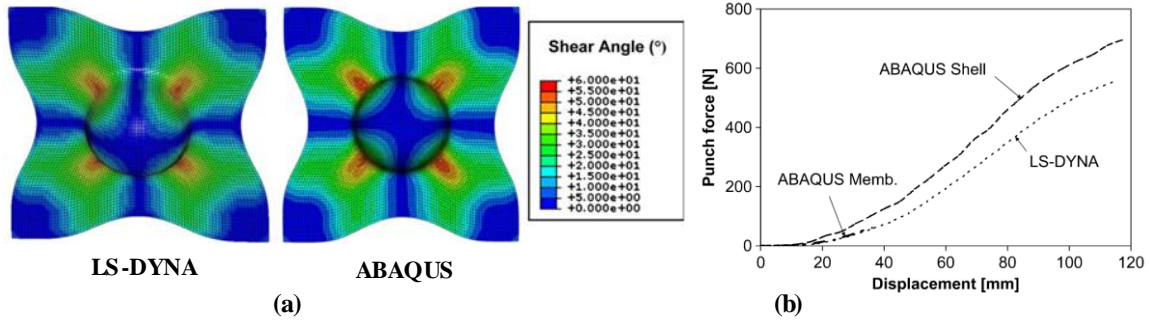 Shear Angle (°)
+6.000e+01
+5.500e+01
+5.000e+01
+4.500e+01
+4.000e+01
+3.500e+01
+3.000e+01
+2.500e+01
+2.000e+01
+1.500e+01
+1.000e+01
+5.000e+00
+0.000e+00
LS-DYNA
ABAQUS
(a)
Punch force [N]
800
600
400
200
0
ABAQUS Shell
LS-DYNA
ABAQUS Memb.
0 20 40 60 80 100 120
Displacement [mm]
(b)